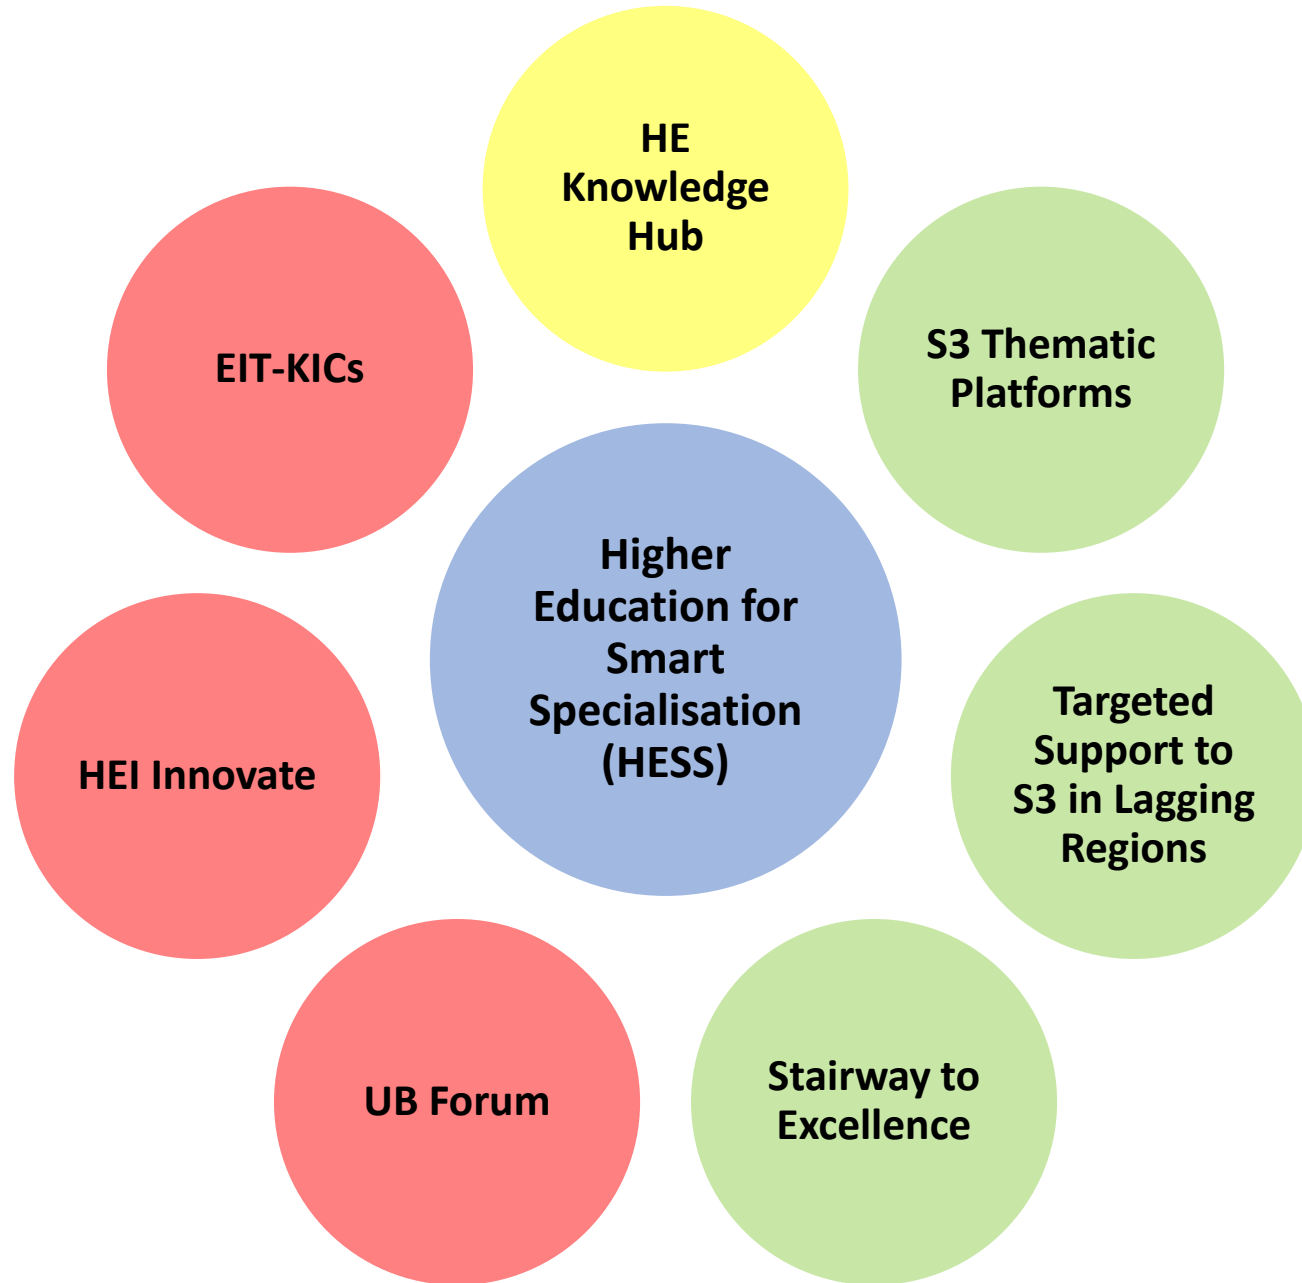 HE
Knowledge
Hub
S3 Thematic
Platforms
Targeted
Support to
S3 in Lagging
Regions
Stairway to
Excellence
UB Forum
HEI Innovate
EIT-KICs
Higher
Education for
Smart
Specialisation
(HESS)